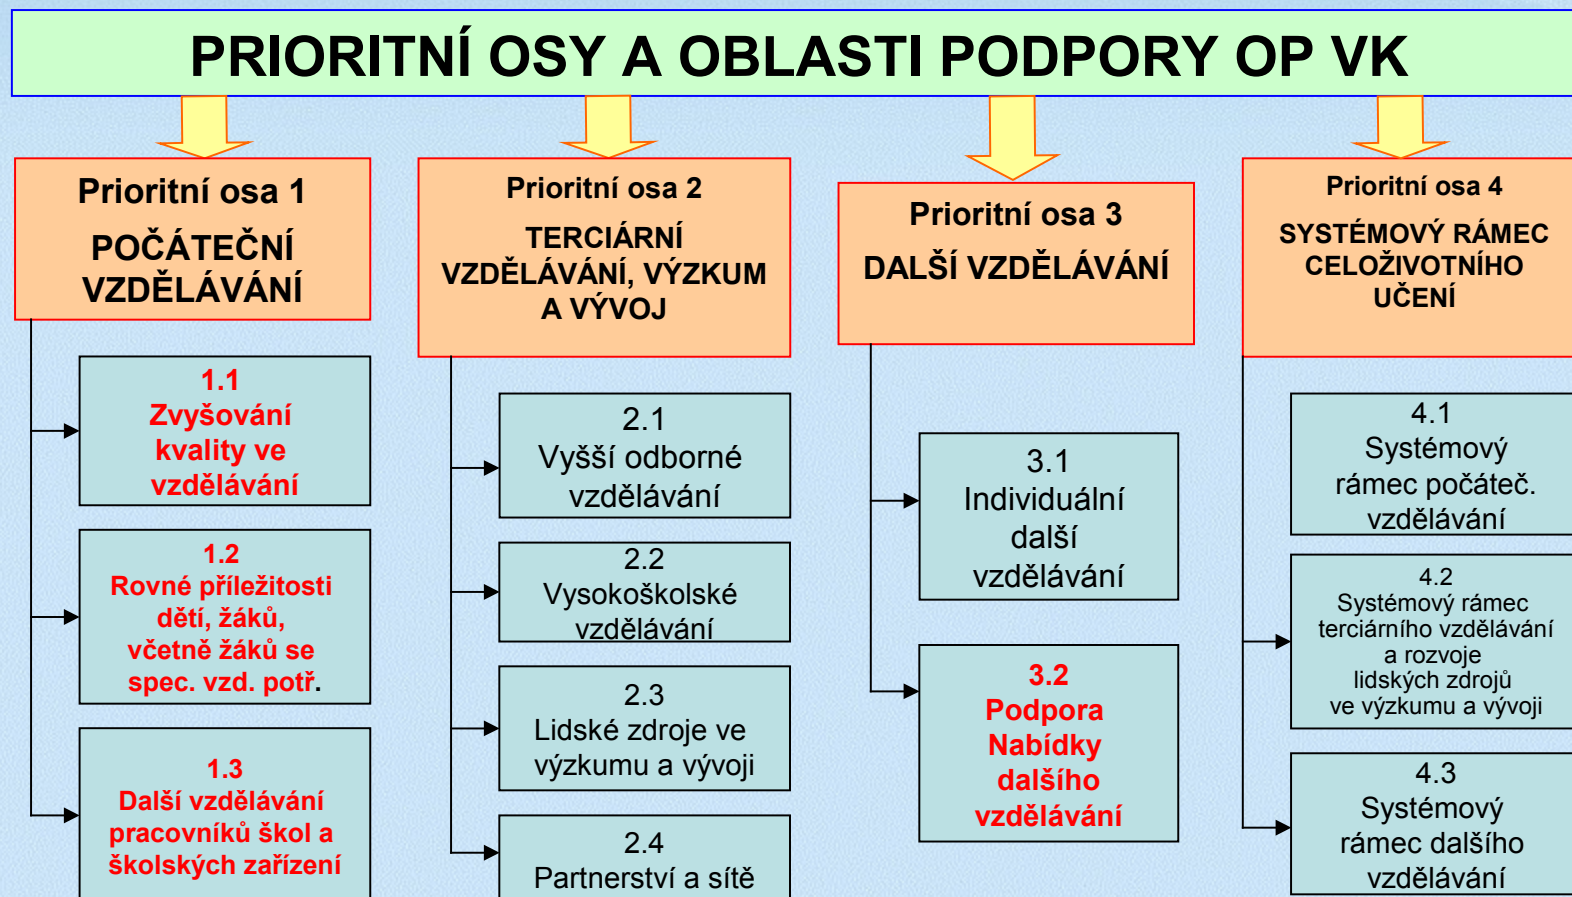 PRIORITNÍ OSY A OBLASTI PODPORY OP VK
Prioritní osa 1
POČÁTEČNÍ
VZDĚLÁVÁNÍ
1.1
Zvyšování
kvality ve
vzdělávání
1.2
Rovné příležitosti
dětí, žáků,
včetně žáků se
spec. vzd. potř.
1.3
Další vzdělávání
pracovníků škol a
školských zařízení
Prioritní osa 2
TERCIÁRNÍ
VZDĚLÁVÁNÍ, VÝZKUM
A VÝVOJ
2.1
Vyšší odborné
vzdělávání
2.2
Vysokoškolské
vzdělávání
2.3
Lidské zdroje ve
výzkumu a vývoji
2.4
Partnerství a sítě
Prioritní osa 3
DALŠÍ VZDĚLÁVÁNÍ
3.1
Individuální
další
vzdělávání
3.2
Podpora
Nabídky
dalšího
vzdělávání
Prioritní osa 4
SYSTÉMOVÝ RÁMEC
CELOŽIVOTNÍHO
UČENÍ
4.1
Systémový
rámec počáteč.
vzdělávání
4.2
Systémový rámec
terciárního vzdělávání
a rozvoje
lidských zdrojů
ve výzkumu a vývoji
4.3
Systémový
rámec dalšího
vzdělávání